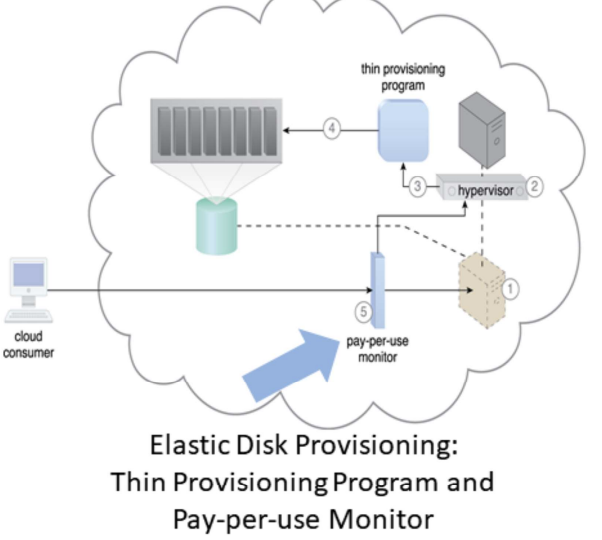 thin provisioning
program
4
3
hypervisor
2
1
5
cloud
consumer
pay-per-use
monitor
Elastic Disk Provisioning:
Thin Provisioning Program and
Pay-per-use Monitor